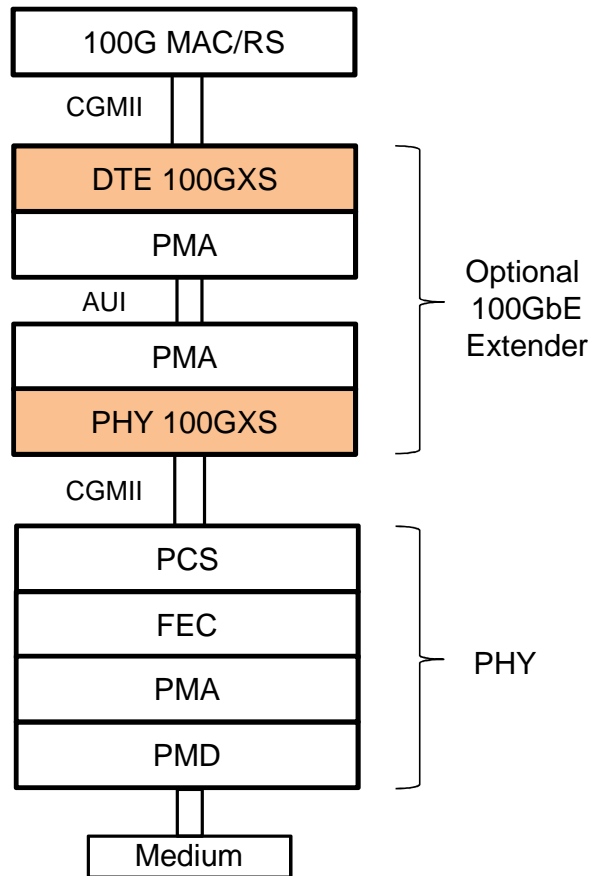 100G MAC/RS
CGMII
DTE 100GXS
PMA
AUI
PMA
PHY 100GXS
Optional
100GbE
Extender
CGMII
PCS
FEC
PMA
PMD
PHY
Medium